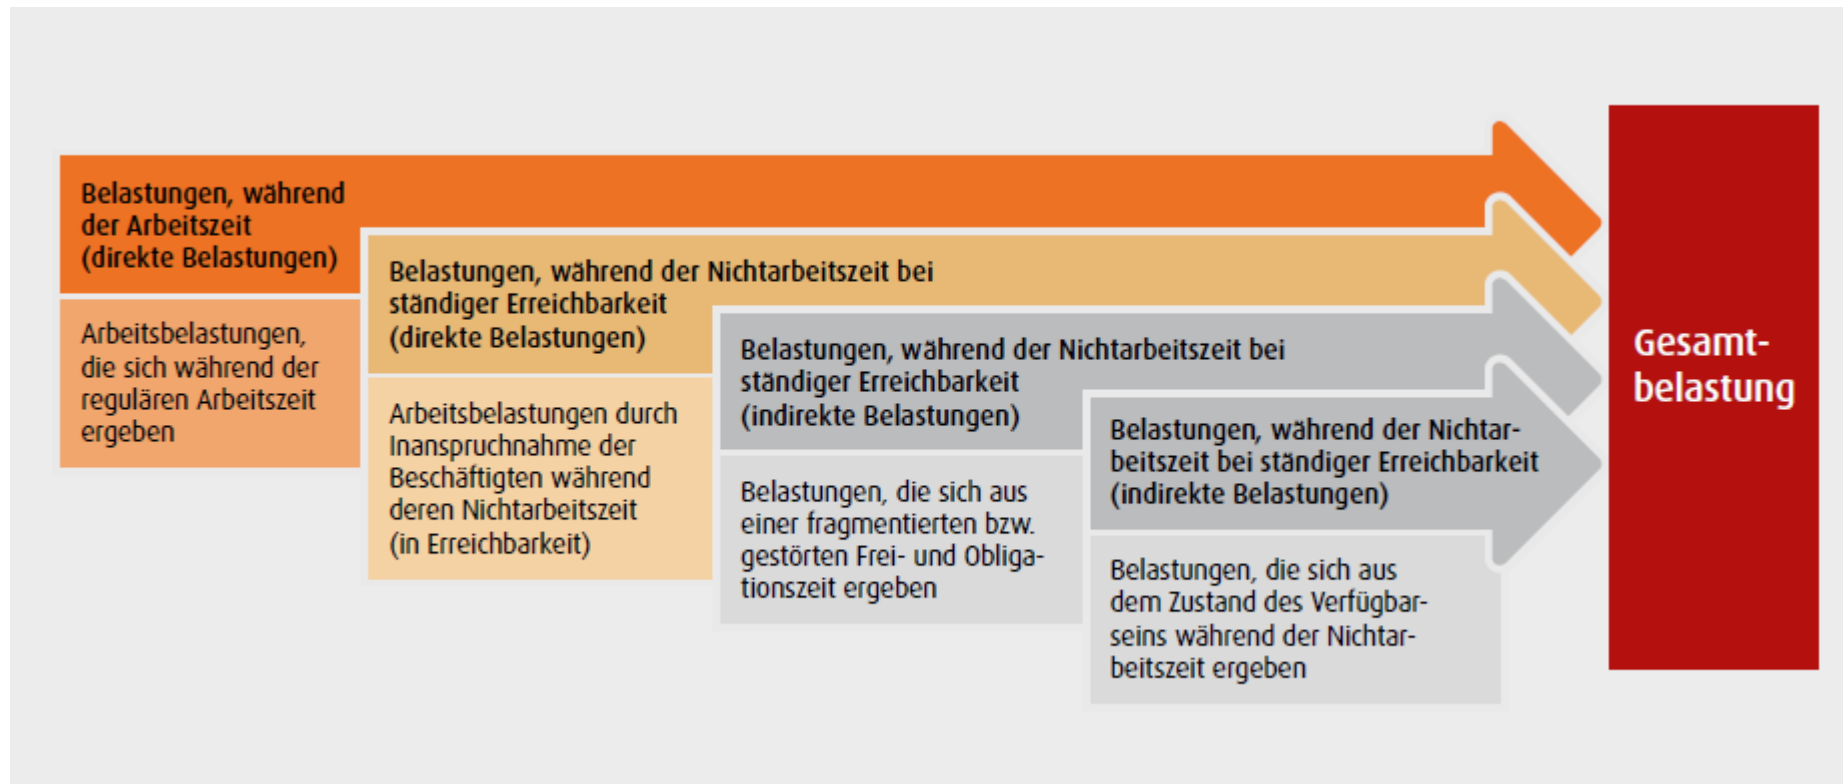 Belastungen, während
der Arbeitszeit
(direkte Belastungen)
Arbeitsbelastungen,
die sich während der
regulären Arbeitszeit
ergeben
Belastungen, während der Nichtarbeitszeit bei
ständiger Erreichbarkeit
(direkte Belastungen)
Arbeitsbelastungen durch
Inanspruchnahme der
Beschäftigten während
deren Nichtarbeitszeit
(in Erreichbarkeit)
Belastungen, während der Nichtarbeitszeit bei
ständiger Erreichbarkeit
(indirekte Belastungen)
Belastungen, die sich aus
einer fragmentierten bzw.
gestörten Frei- und Obliga-
tionszeit ergeben
Belastungen, während der Nichtar-
beitszeit bei ständiger Erreichbarkeit
(indirekte Belastungen)
Belastungen, die sich aus
dem Zustand des Verfügbar-
seins während der Nichtar-
beitszeit ergeben
Gesamt-
belastung